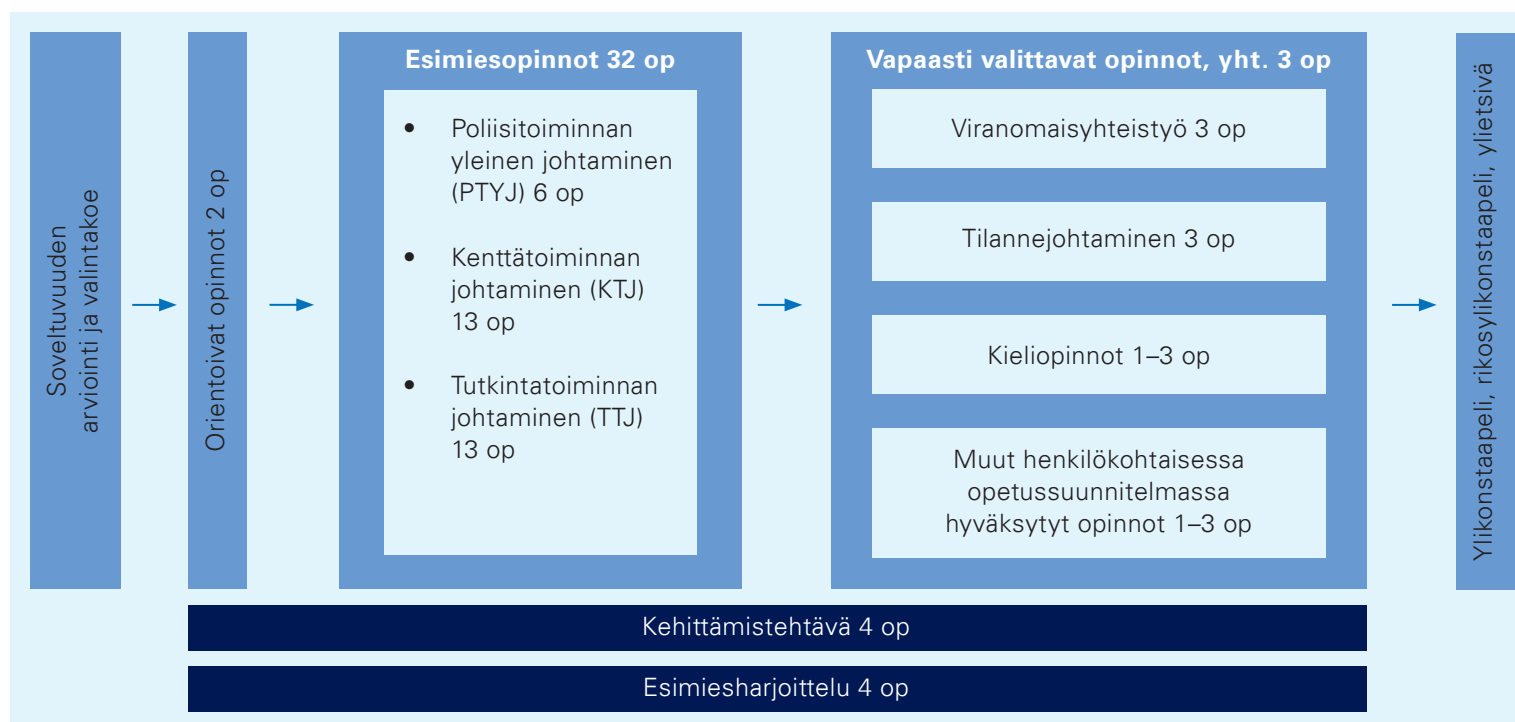 Soveltuvuuden
arviointi ja valintakoe
Orientoivat opinnot 2 op
Esimiesopinnot 32 op
• Poliisitoiminnan
yleinen johtaminen
(PTYJ) 6 op
• Kenttätoiminnan
johtaminen (KTJ)
13 op
• Tutkintatoiminnan
johtaminen (TTJ)
13 op
Vapaasti valittavat opinnot, yht. 3 op
Viranomaisyhteistyö 3 op
Tilannejohtaminen 3 op
Kieliopinnot 1–3 op
Muut henkilökohtaisessa
opetussuunnitelmassa
hyväksytyt opinnot 1–3 op
Ylikonstaapeli, rikosylikonstaapeli, ylietsivä
Kehittämistehtävä 4 op
Esimiesharjoittelu 4 op